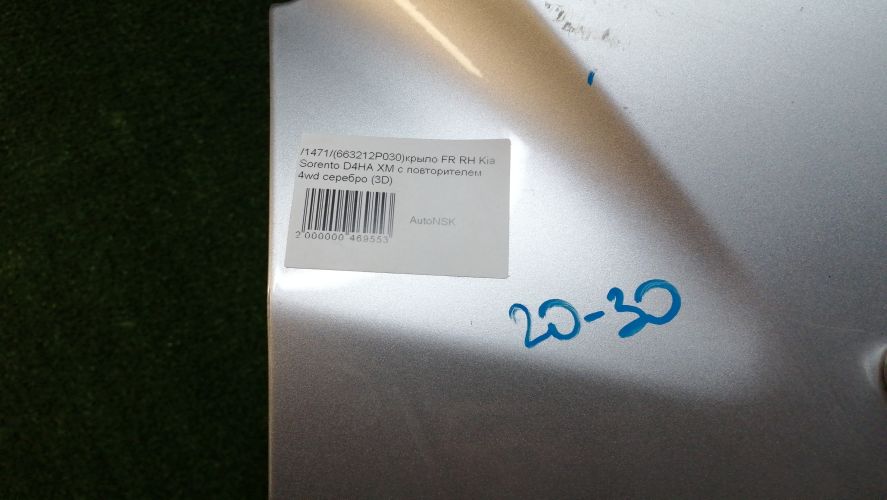 /1471/(663212P030)крыло FR RH Kia
Sorento D4HA XM с повторителем
4wd серебро (3D)
AutoNSK
2 000000 469553
20-30